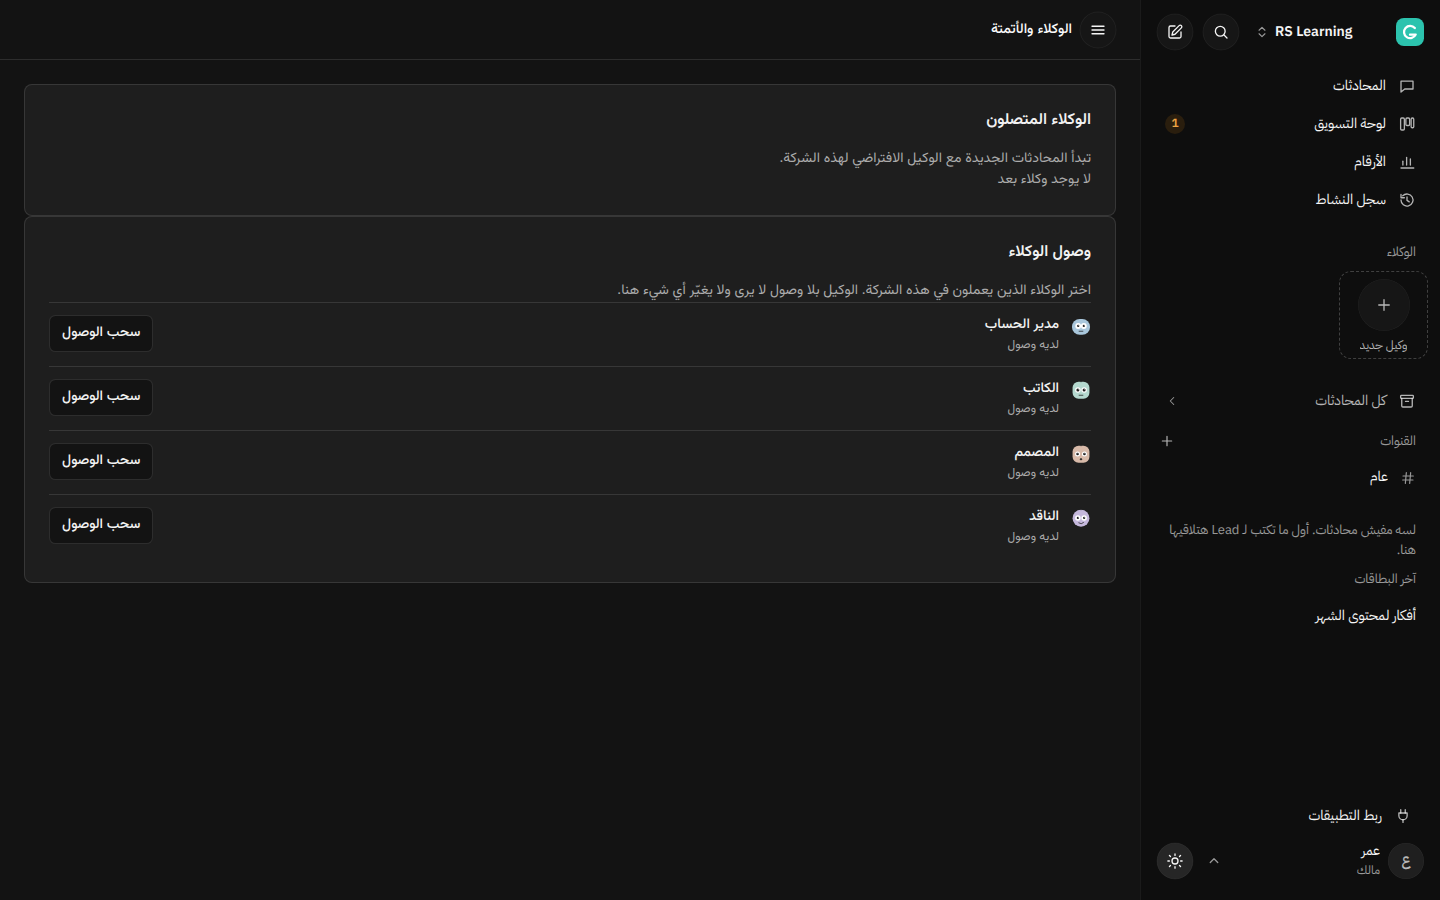 RS Learning
المحادثات
لوحة التسويق
1
الأرقام
سجل النشاط
الوكلاء
وكيل جديد
كل المحادثات
القنوات
عام
لسه مفيش محادثات. أول ما تكتب لـ Lead هتلاقيها
هنا.
آخر البطاقات
أفكار لمحتوى الشهر
ربط التطبيقات
ع
عمر
مالك
الوكلاء والأتمتة
الوكلاء المتصلون
تبدأ المحادثات الجديدة مع الوكيل الافتراضي لهذه الشركة.
لا يوجد وكلاء بعد
وصول الوكلاء
اختر الوكلاء الذين يعملون في هذه الشركة. الوكيل بلا وصول لا يرى ولا يغيّر أي شيء هنا.
مدير الحساب
لديه وصول
سحب الوصول
الكاتب
لديه وصول
سحب الوصول
المصمم
لديه وصول
سحب الوصول
الناقد
لديه وصول
سحب الوصول